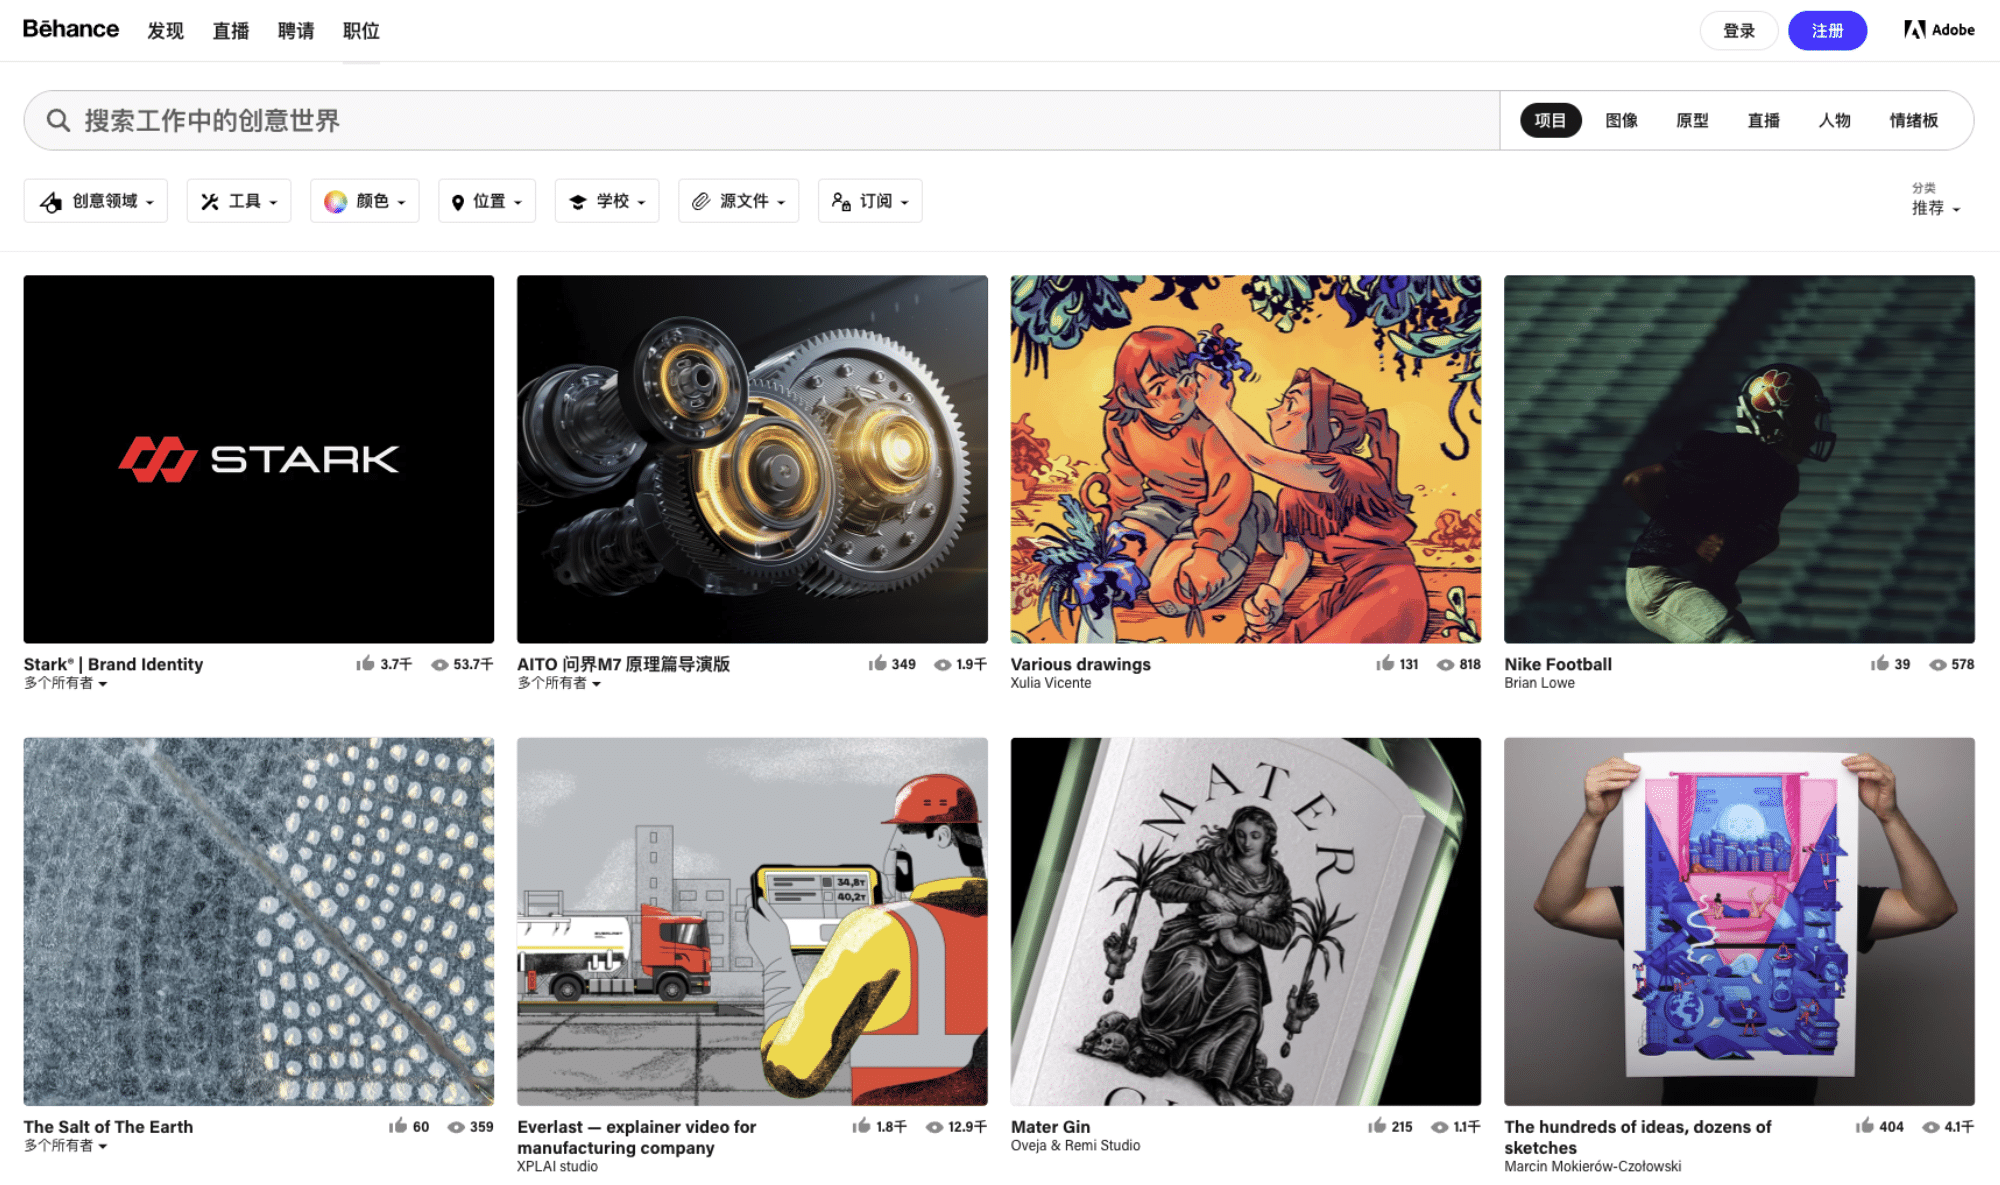 Bēhance 发现 直播 聘请 职位 登录 注册 Adobe
搜索工作中的创意世界 项目 图像 原型 直播 人物 情绪板
创意领域 工具 颜色 位置 学校 源文件 订阅
分类
推荐
STARK
Stark® | Brand Identity 3.7千 53.7千
多个所有者
AITO 问界M7 原理篇导演版 349 1.9千
多个所有者
Various drawings 131 818
Xulia Vicente
Nike Football 39 578
Brian Lowe
34,8т
40,2т
MATER
The Salt of The Earth 60 359
多个所有者
Everlast — explainer video for 1.8千 12.9千
manufacturing company
XPLAI studio
Mater Gin 215 1.1千
Oveja & Remi Studio
The hundreds of ideas, dozens of 404 4.1千
sketches
Marcin Mokierów-Czołowski